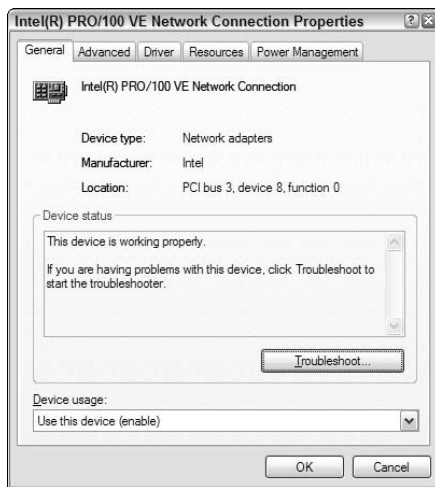 Intel(R) PRO/100 VE Network Connection Properties
General Advanced Driver Resources Power Management
Intel(R) PRO/100 VE Network Connection
Device type: Network adapters
Manufacturer: Intel
Location: PCI bus 3, device 8, function 0
Device status
This device is working properly.
If you are having problems with this device, click Troubleshoot to
start the troubleshooter.
Troubleshoot...
Device usage:
Use this device (enable)
OK Cancel